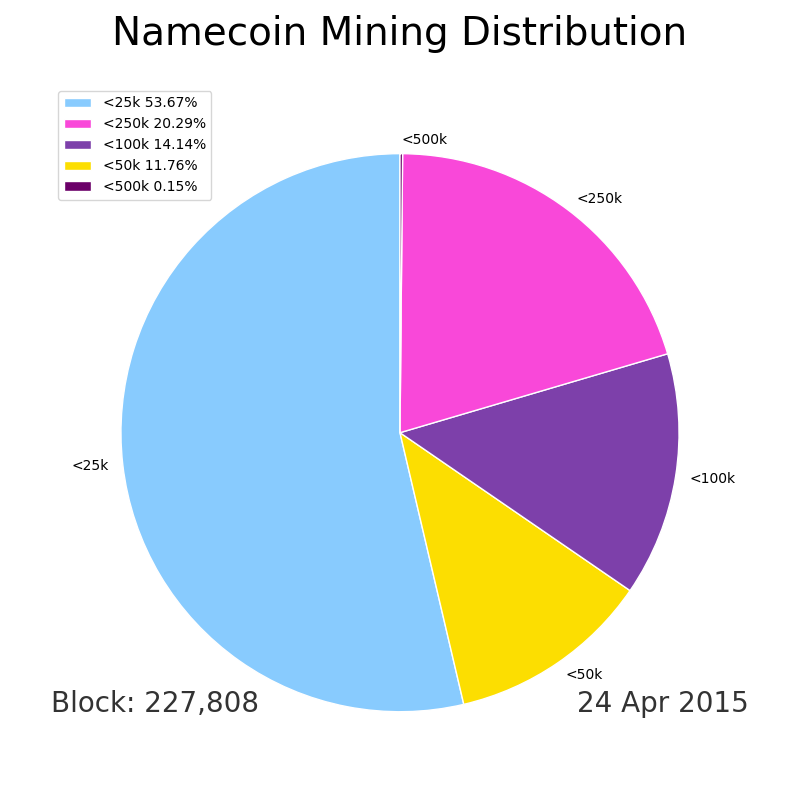 Namecoin Mining Distribution
<25k 53.67%
<250k 20.29%
<100k 14.14%
<50k 11.76%
<500k 0.15%
<500k
<250k
<25k
<100k
<50k
Block: 227,808
24 Apr 2015